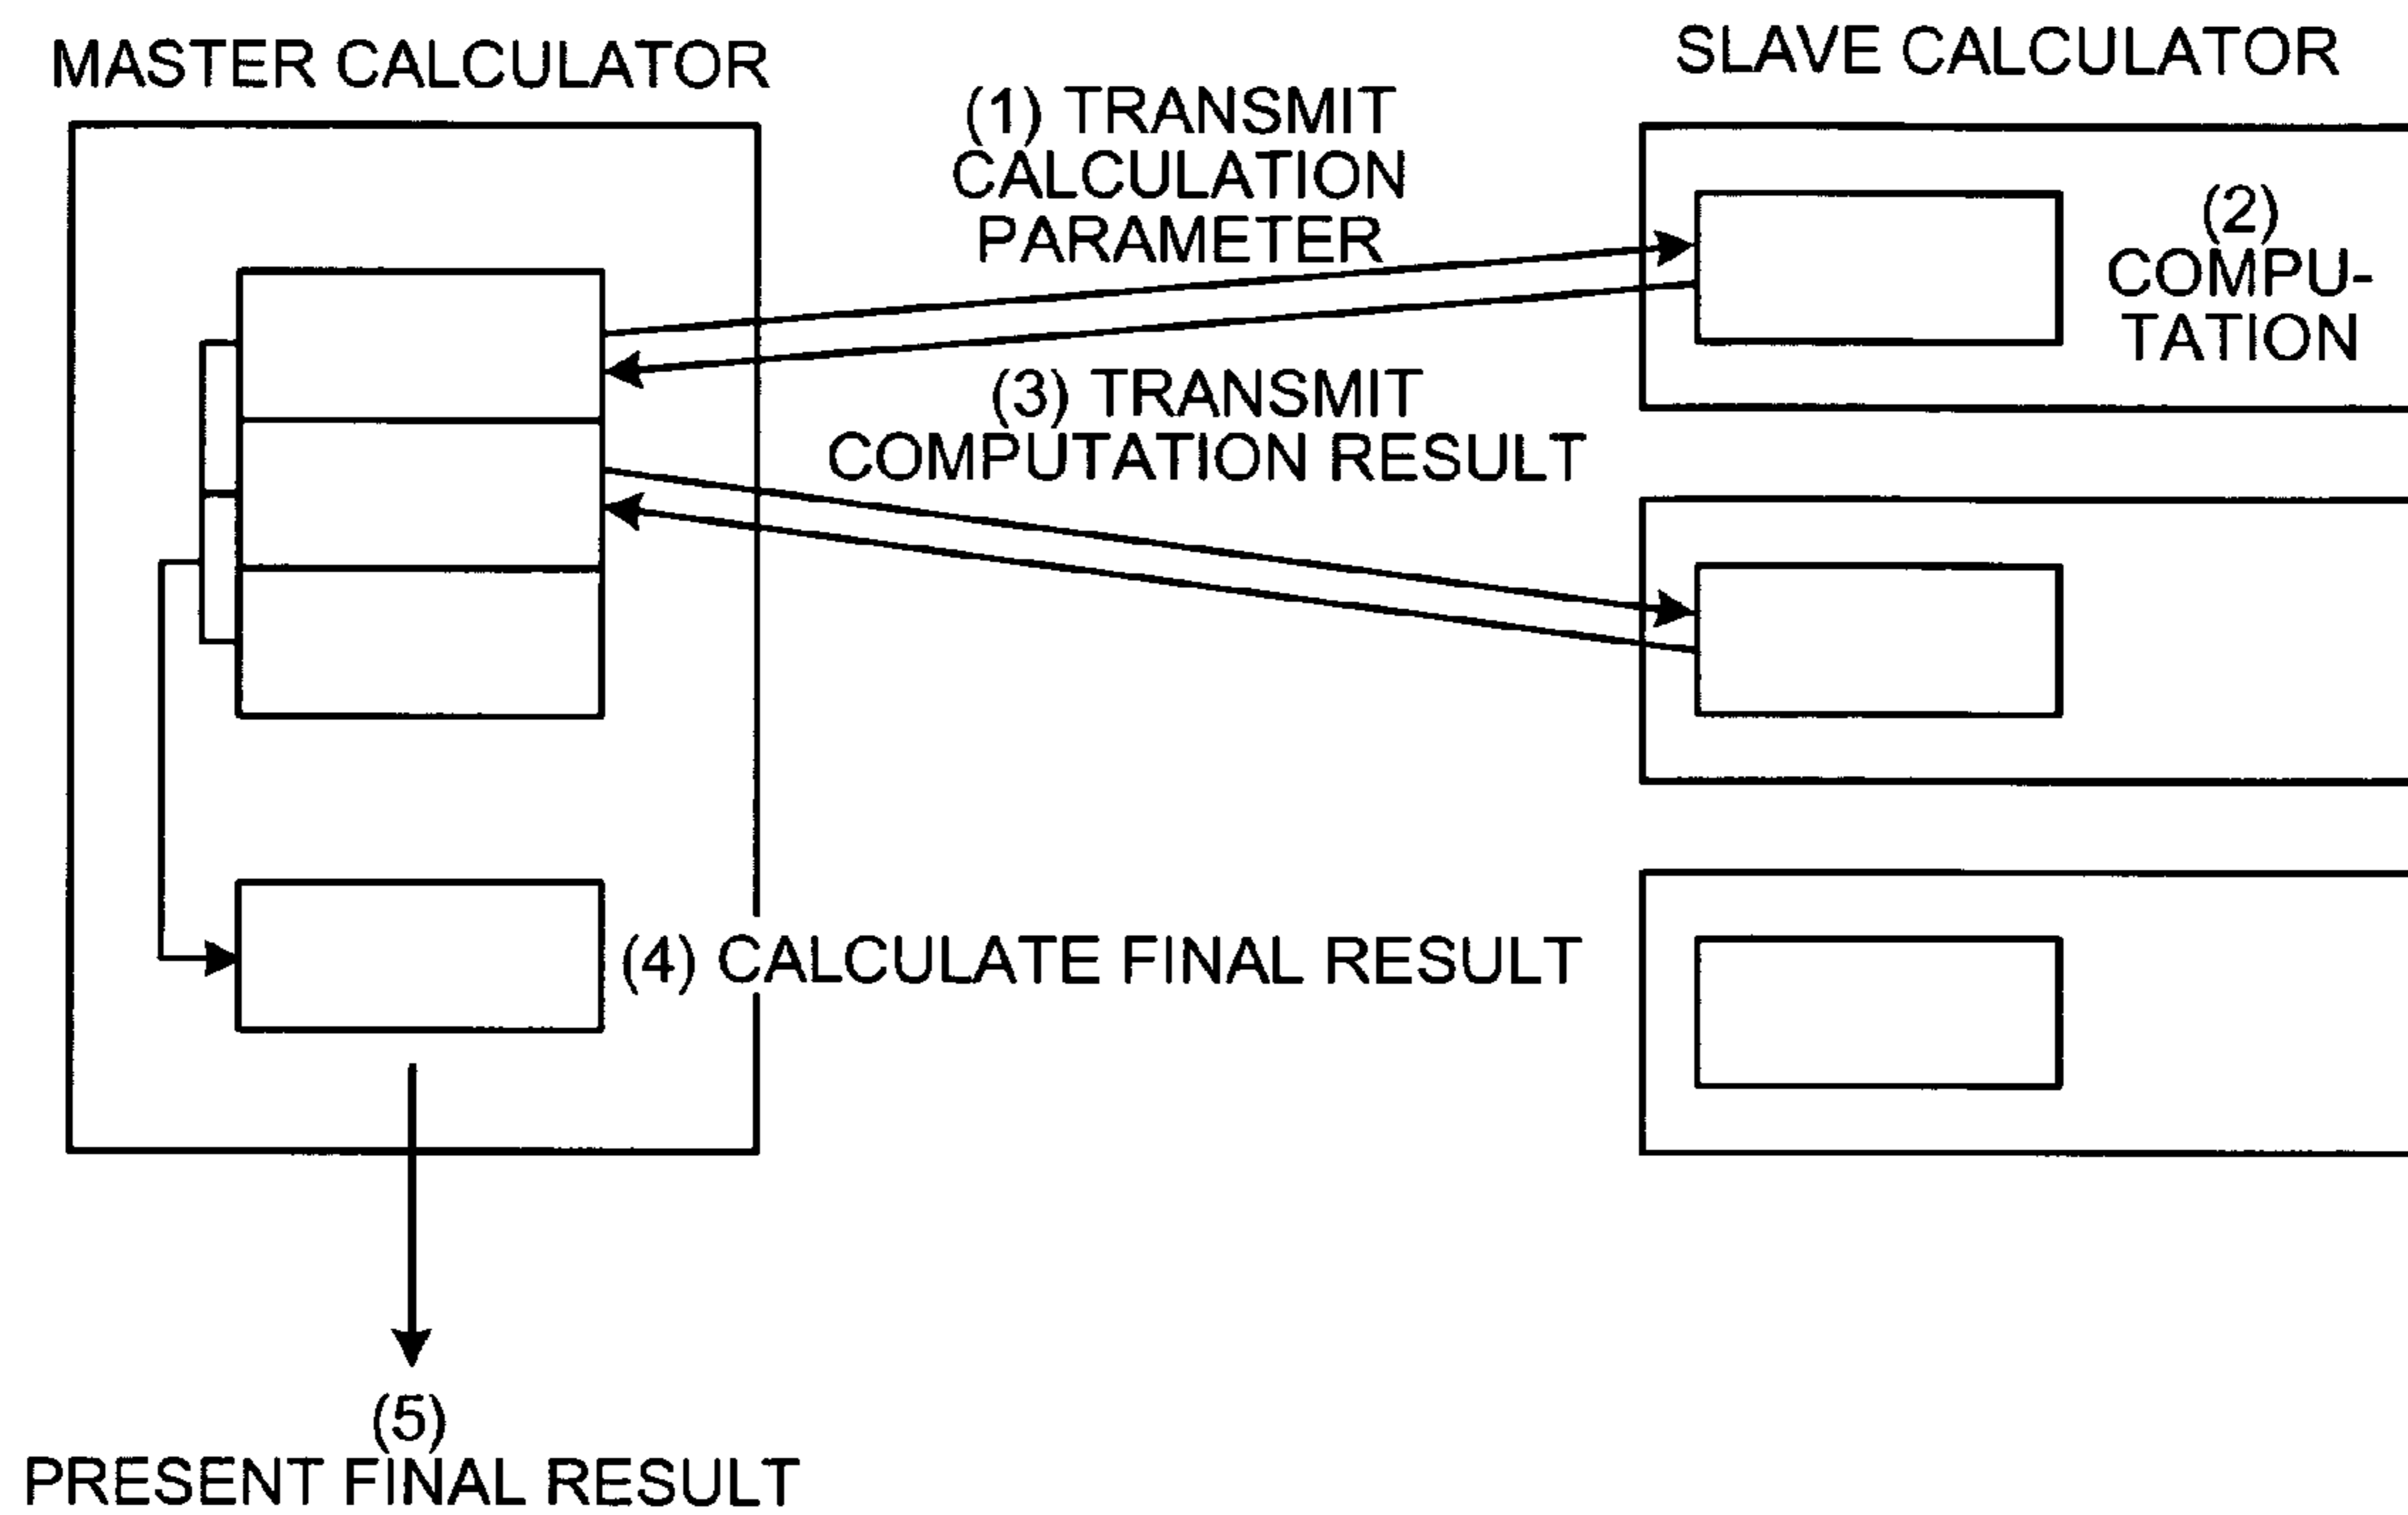 MASTER CALCULATOR
SLAVE CALCULATOR
(1) TRANSMIT
CALCULATION
PARAMETER
(2)
COMPU-
TATION
(3) TRANSMIT
COMPUTATION RESULT
(4) CALCULATE FINAL RESULT
(5)
PRESENT FINAL RESULT